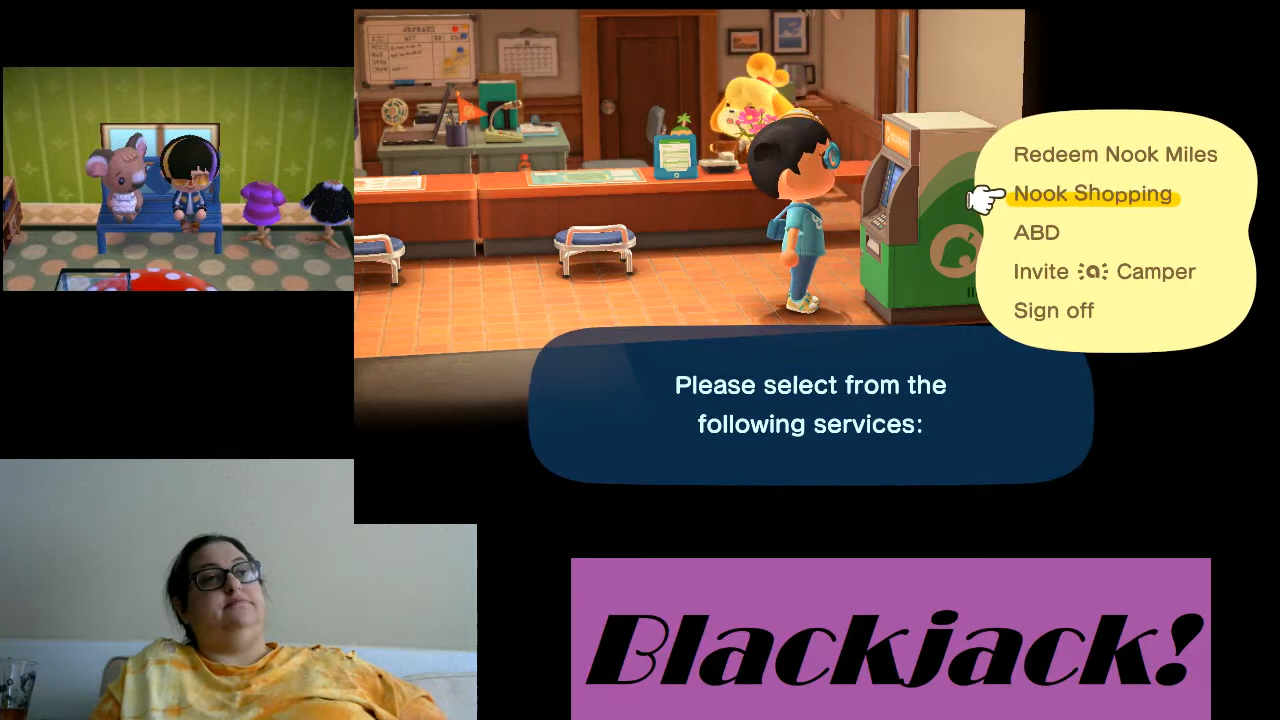 Redeem Nook Miles
Nook Shopping
ABD
Invite a Camper
Sign off
Please select from the
following services:
Blackjack!